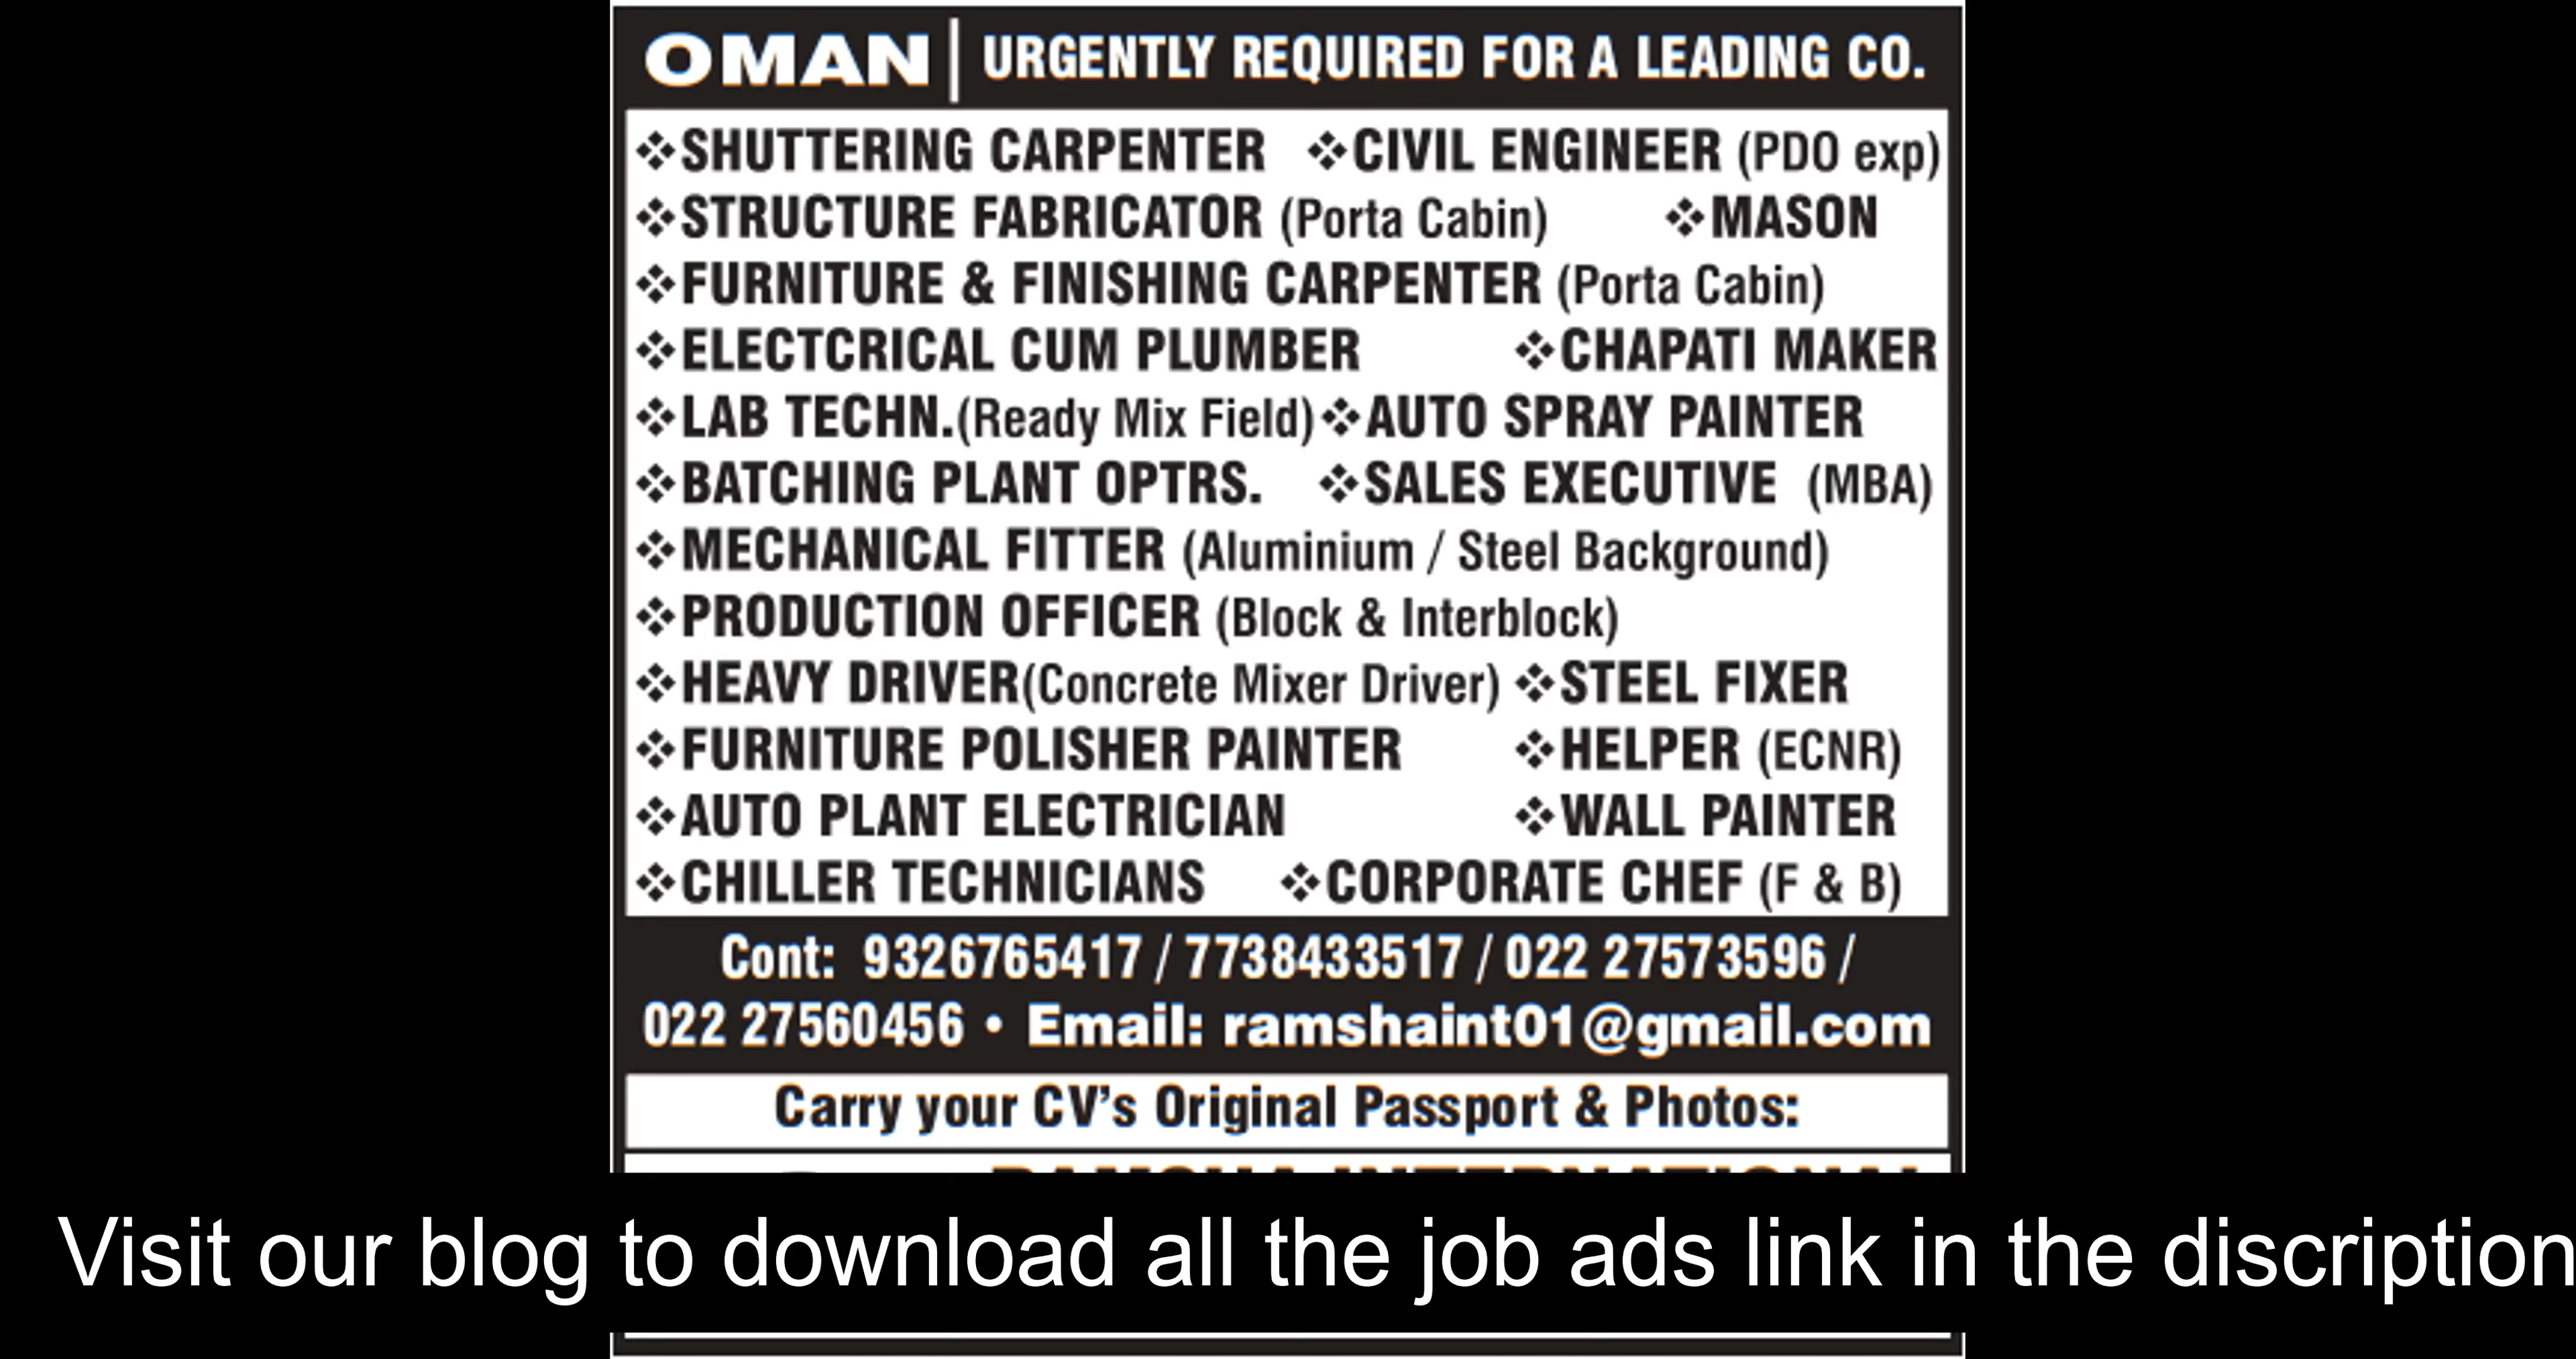 OMAN | URGENTLY REQUIRED FOR A LEADING CO.
❖SHUTTERING CARPENTER ❖CIVIL ENGINEER (PDO exp)
❖STRUCTURE FABRICATOR (Porta Cabin) ❖MASON
❖FURNITURE & FINISHING CARPENTER (Porta Cabin)
❖ELECTCRICAL CUM PLUMBER ❖CHAPATI MAKER
❖LAB TECHN.(Ready Mix Field) ❖AUTO SPRAY PAINTER
❖BATCHING PLANT OPTRS. ❖SALES EXECUTIVE (MBA)
❖MECHANICAL FITTER (Aluminium / Steel Background)
❖PRODUCTION OFFICER (Block & Interblock)
❖HEAVY DRIVER(Concrete Mixer Driver) ❖STEEL FIXER
❖FURNITURE POLISHER PAINTER ❖HELPER (ECNR)
❖AUTO PLANT ELECTRICIAN ❖WALL PAINTER
❖CHILLER TECHNICIANS ❖CORPORATE CHEF (F & B)
Cont: 9326765417 / 7738433517 / 022 27573596 /
022 27560456 • Email: ramshaint01@gmail.com
Carry your CV's Original Passport & Photos:
Visit our blog to download all the job ads link in the discription